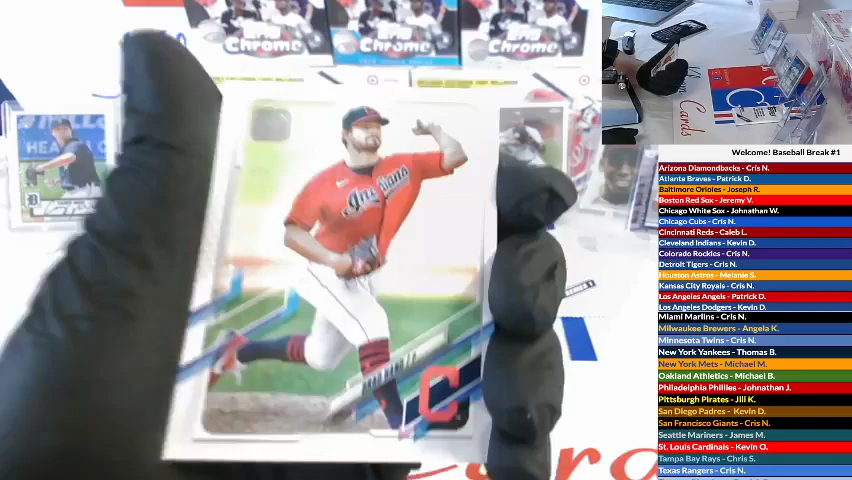 Chrome
Chrome
Chrome
Indians
C
D
Cards
Welcome! Baseball Break #1
Arizona Diamondbacks - Cris N.
Atlanta Braves - Patrick D.
Baltimore Orioles - Joseph R.
Boston Red Sox - Jeremy V.
Chicago White Sox - Johnathan W.
Chicago Cubs - Cris N.
Cincinnati Reds - Caleb L.
Cleveland Indians - Kevin D.
Colorado Rockies - Cris N.
Detroit Tigers - Cris N.
Houston Astros - Melanie S.
Kansas City Royals - Cris N.
Los Angeles Angels - Patrick D.
Los Angeles Dodgers - Kevin D.
Miami Marlins - Cris N.
Milwaukee Brewers - Angela K.
Minnesota Twins - Cris N.
New York Yankees - Thomas B.
New York Mets - Michael M.
Oakland Athletics - Michael B.
Philadelphia Phillies - Johnathan J.
Pittsburgh Pirates - Jill K.
San Diego Padres - Kevin D.
San Francisco Giants - Cris N.
Seattle Mariners - James M.
St. Louis Cardinals - Kevin O.
Tampa Bay Rays - Chris S.
Texas Rangers - Cris N.